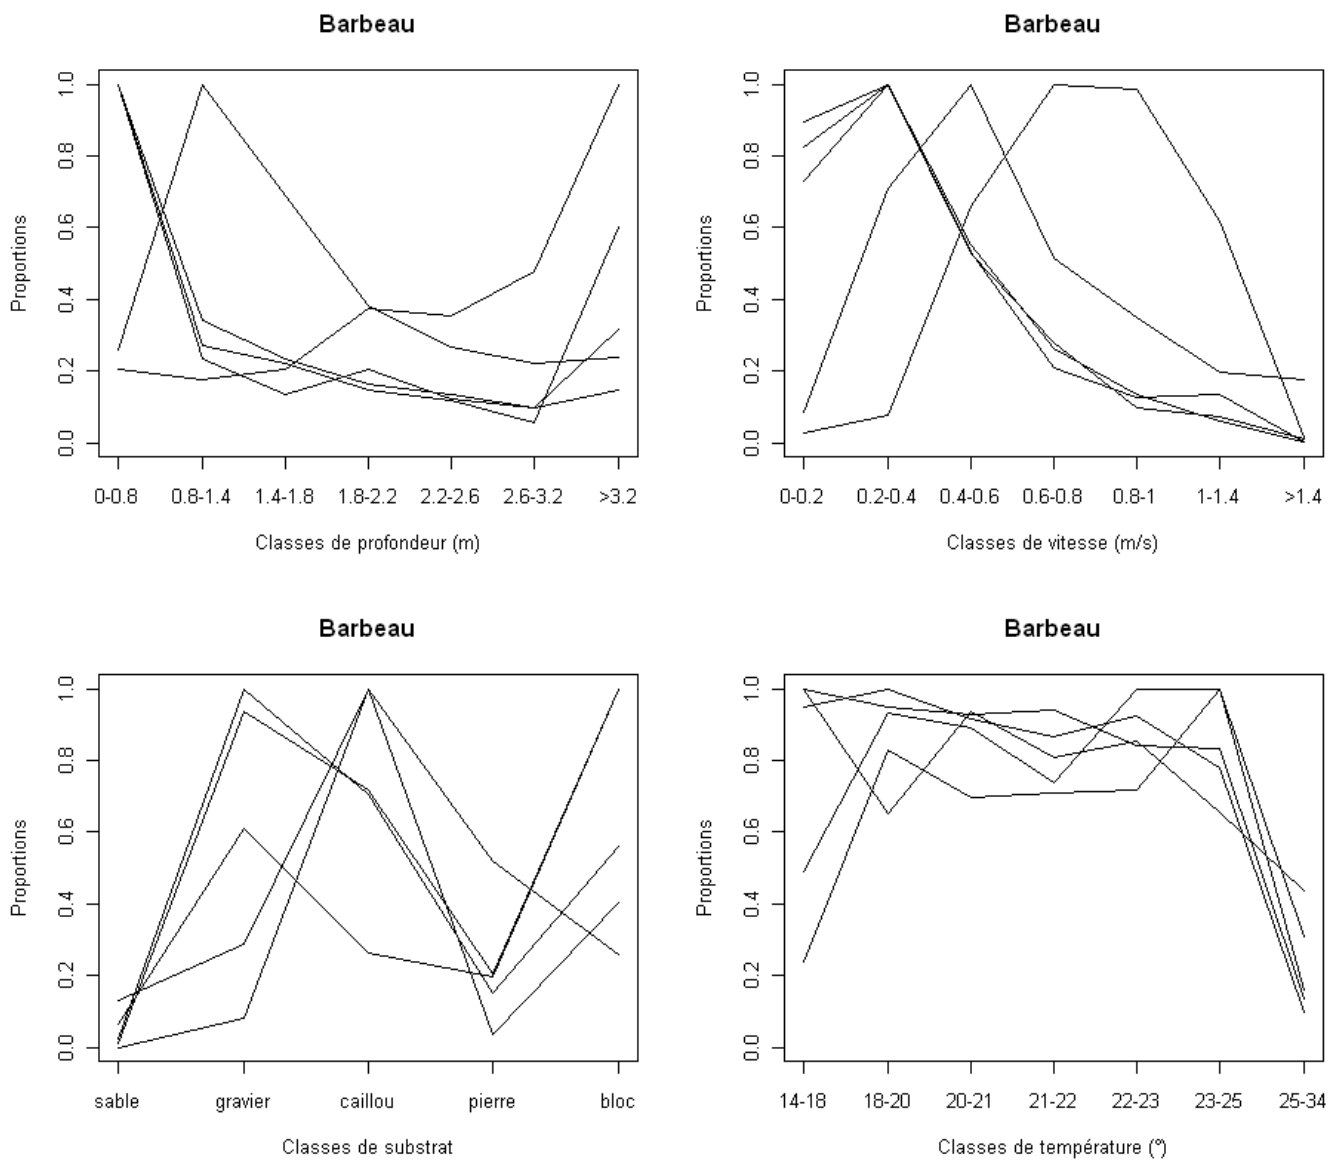 Barbeau
Proportions
1.0
0.8
0.6
0.4
0.2
0.0
0-0.8 0.8-1.4 1.4-1.8 1.8-2.2 2.2-2.6 2.6-3.2 >3.2
Classes de profondeur (m)
Barbeau
Proportions
1.0
0.8
0.6
0.4
0.2
0.0
0-0.2 0.2-0.4 0.4-0.6 0.6-0.8 0.8-1 1-1.4 >1.4
Classes de vitesse (m/s)
Barbeau
Proportions
1.0
0.8
0.6
0.4
0.2
0.0
sable gravier caillou pierre bloc
Classes de substrat
Barbeau
Proportions
1.0
0.8
0.6
0.4
0.2
0.0
14-18 18-20 20-21 21-22 22-23 23-25 25-34
Classes de température (°)